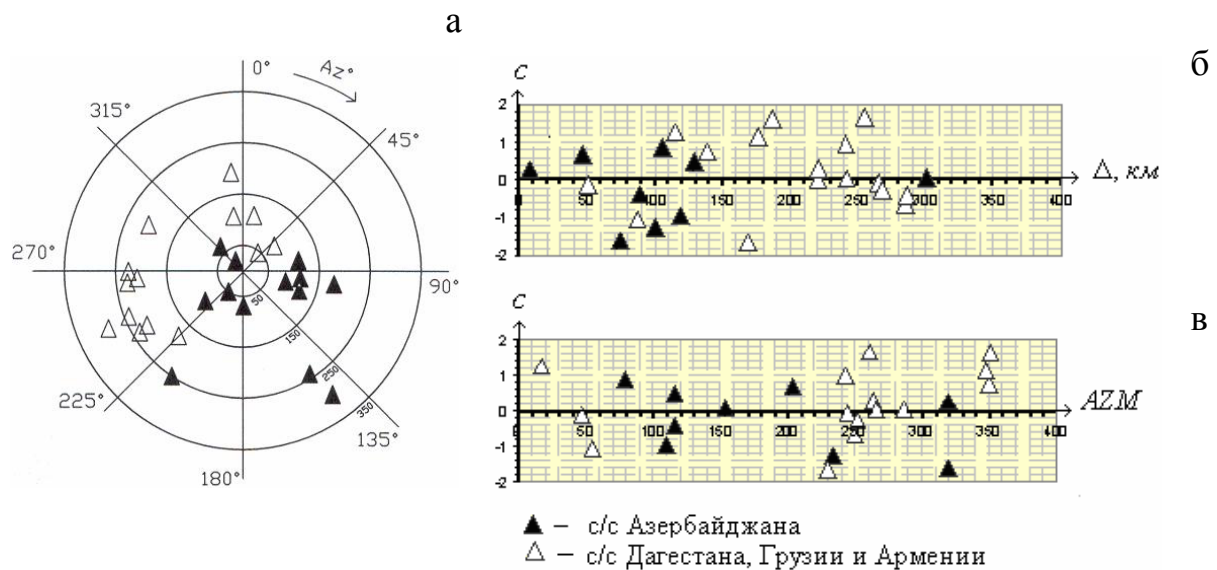 а
б
в
0°
Az°
45°
90°
135°
180°
225°
270°
315°
50
150
250
350
C
2
1
0
-1
-2
0 50 100 150 200 250 300 350 400
Δ, км
C
2
1
0
-1
-2
0 50 100 150 200 250 300 350 400
AZM
– с/с Азербайджана
– с/с Дагестана, Грузии и Армении